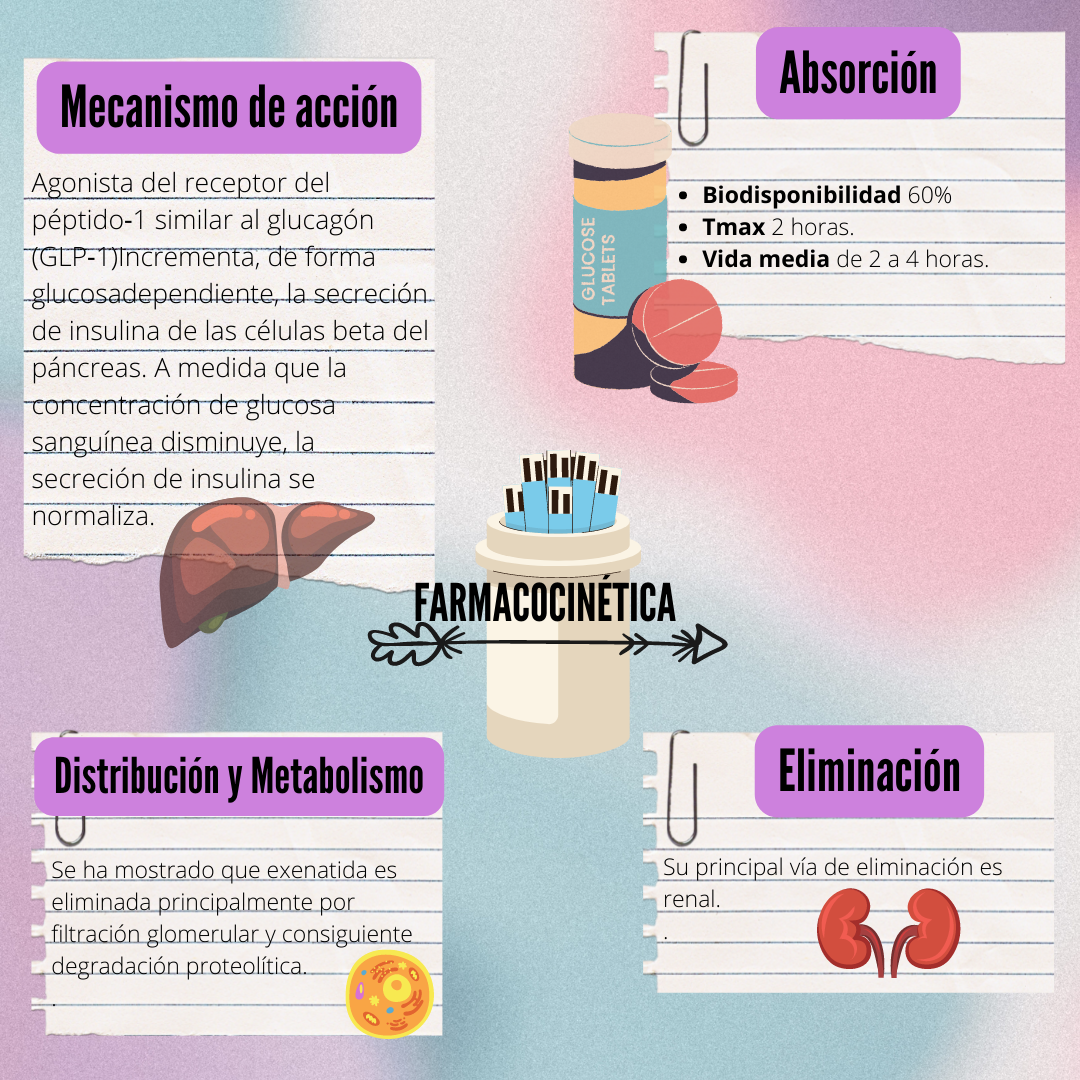 Mecanismo de acción
Agonista del receptor del
péptido-1 similar al glucagón
(GLP-1)Incrementa, de forma
glucosadependiente, la secreción
de insulina de las células beta del
páncreas. A medida que la
concentración de glucosa
sanguínea disminuye, la
secreción de insulina se
normaliza.
Absorción
• Biodisponibilidad 60%
• Tmax 2 horas.
• Vida media de 2 a 4 horas.
GLUCOSE
TABLETS
FARMACOCINÉTICA
Distribución y Metabolismo
Se ha mostrado que exenatida es
eliminada principalmente por
filtración glomerular y consiguiente
degradación proteolítica.
.
Eliminación
Su principal vía de eliminación es
renal.
.